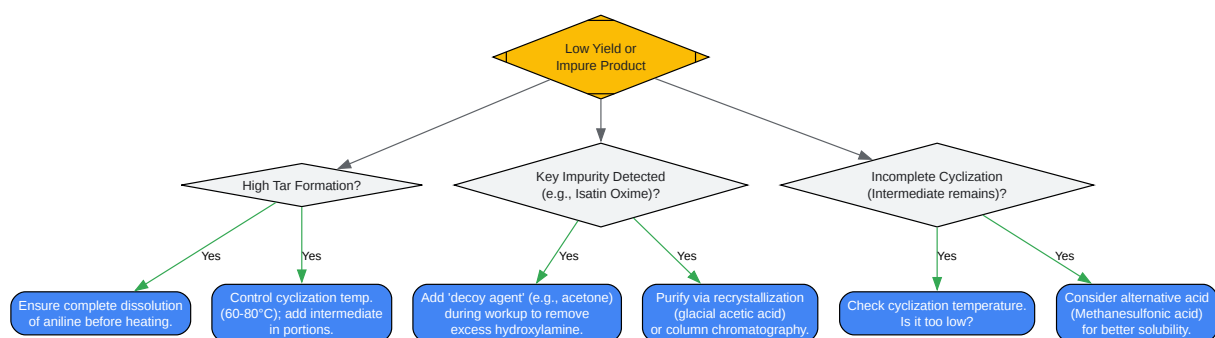 Low Yield or
Impure Product
High Tar Formation?
Key Impurity Detected
(e.g., Isatin Oxime)?
Incomplete Cyclization
(Intermediate remains)?
Yes
Yes
Yes
Yes
Yes
Yes
Ensure complete dissolution
of aniline before heating.
Control cyclization temp.
(60-80°C); add intermediate
in portions.
Add 'decoy agent' (e.g., acetone)
during workup to remove
excess hydroxylamine.
Purify via recrystallization
(glacial acetic acid)
or column chromatography.
Check cyclization temperature.
Is it too low?
Consider alternative acid
(Methanesulfonic acid)
for better solubility.